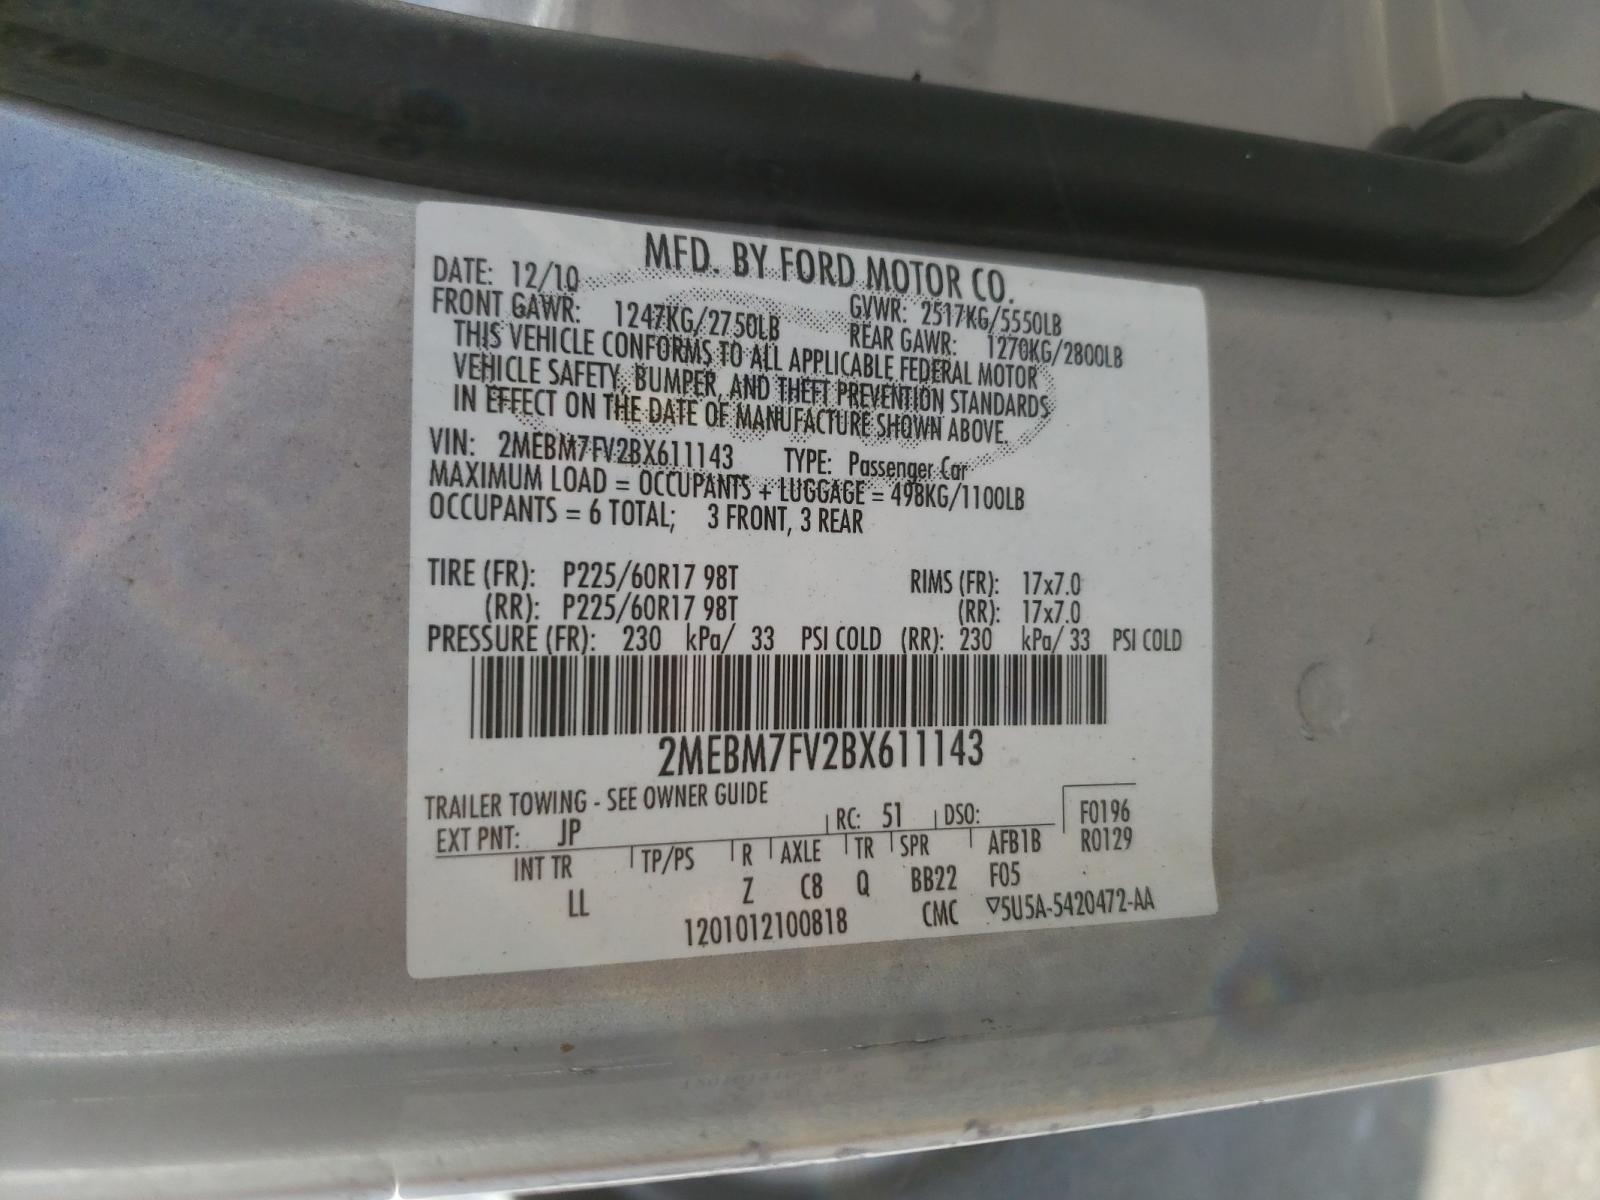 MFD. BY FORD MOTOR CO.
DATE: 12/10 GVWR: 2517KG/5550LB
FRONT GAWR: 1247KG/2750LB REAR GAWR: 1270KG/2800LB
THIS VEHICLE CONFORMS TO ALL APPLICABLE FEDERAL MOTOR
VEHICLE SAFETY, BUMPER, AND THEFT PREVENTION STANDARDS
IN EFFECT ON THE DATE OF MANUFACTURE SHOWN ABOVE.
VIN: 2MEBM7FV2BX611143 TYPE: Passenger Car
MAXIMUM LOAD = OCCUPANTS + LUGGAGE = 498KG/1100LB
OCCUPANTS = 6 TOTAL; 3 FRONT, 3 REAR
TIRE (FR): P225/60R17 98T RIMS (FR): 17x7.0
(RR): P225/60R17 98T (RR): 17x7.0
PRESSURE (FR): 230 kPa/ 33 PSI COLD (RR): 230 kPa/ 33 PSI COLD
2MEBM7FV2BX611143
TRAILER TOWING - SEE OWNER GUIDE
EXT PNT: JP RC: 51 DSO: F0196
INT TR TP/PS R AXLE TR SPR AFB1B R0129
LL Z C8 Q BB22 F05
1201012100818 CMC ▽5U5A-5420472-AA